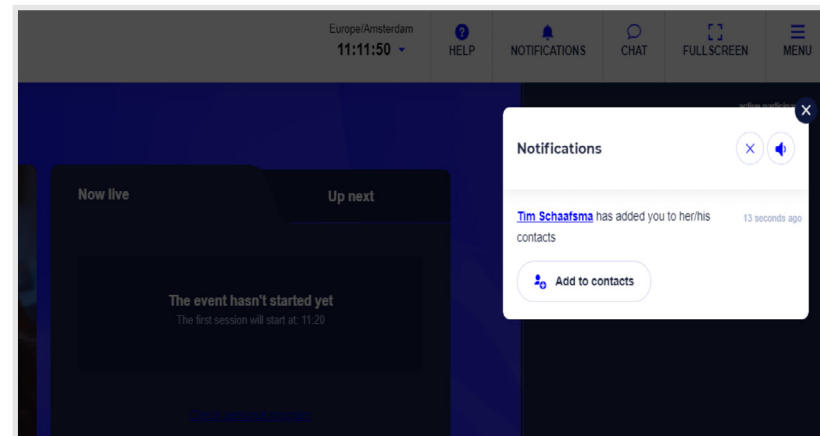 Europe/Amsterdam
11:11:50
HELP
NOTIFICATIONS
CHAT
FULLSCREEN
MENU
Now live
Up next
The event hasn't started yet
The first session will start at: 11:20
Notifications
Tim Schaafsma has added you to her/his
contacts
13 seconds ago
Add to contacts